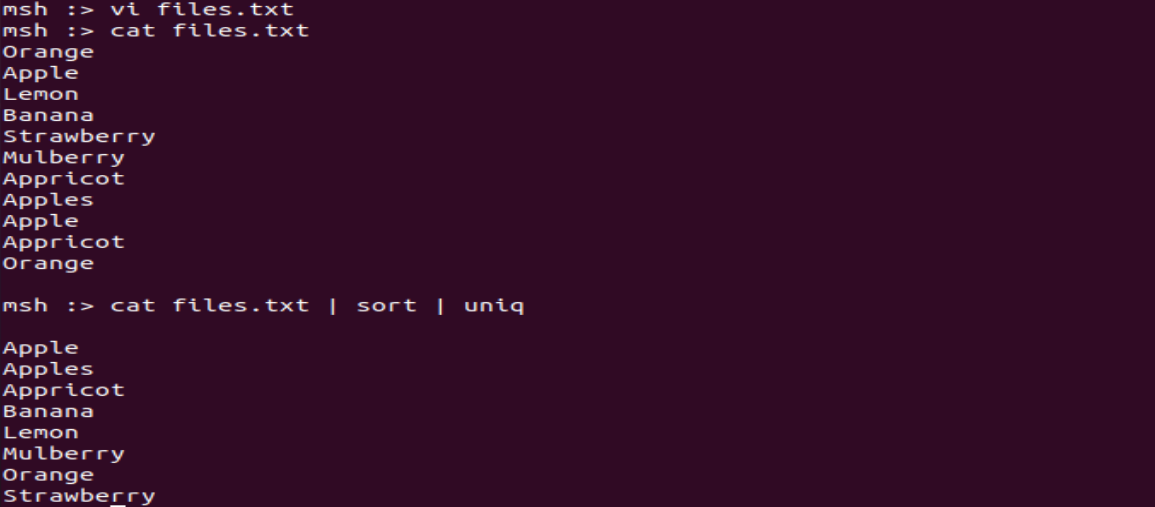 msh :> vi files.txt
msh :> cat files.txt
Orange
Apple
Lemon
Banana
Strawberry
Mulberry
Appricot
Apples
Apple
Appricot
Orange
msh :> cat files.txt | sort | uniq
Apple
Apples
Appricot
Banana
Lemon
Mulberry
Orange
Strawberry